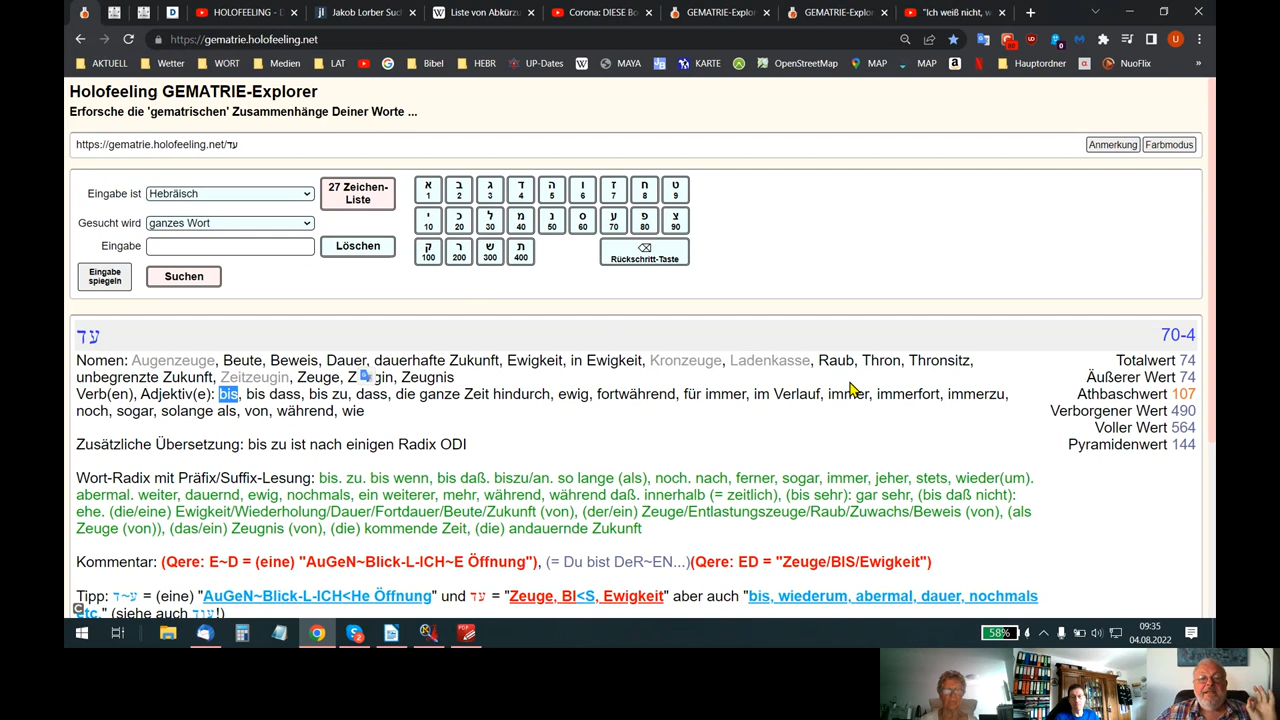 HOLOFEELING - D
Jakob Lorber Suc
Liste von Abkürzu
Corona: DIESE Bo
GEMATRIE-Explor
GEMATRIE-Explor
"Ich weiß nicht, w
https://gematrie.holofeeling.net
AKTUELL Wetter WORT Medien LAT Bibel HEBR UP-Dates MAYA KARTE OpenStreetMap MAP MAP Hauptordner NuoFlix »
Holofeeling GEMATRIE-Explorer
Erforsche die 'gematrischen' Zusammenhänge Deiner Worte ...
https://gematrie.holofeeling.net/עד
Anmerkung Farbmodus
Eingabe ist Hebräisch
27 Zeichen-Liste
Gesucht wird ganzes Wort
Eingabe
Löschen
Eingabe spiegeln
Suchen
א ב ג ד ה ו ז ח ט
1 2 3 4 5 6 7 8 9
י כ ל מ נ ס ע פ צ
10 20 30 40 50 60 70 80 90
ק ר ש ת
100 200 300 400
⌫
Rückschritt-Taste
עד 70-4
Nomen: Augenzeuge, Beute, Beweis, Dauer, dauerhafte Zukunft, Ewigkeit, in Ewigkeit, Kronzeuge, Ladenkasse, Raub, Thron, Thronsitz,
unbegrenzte Zukunft, Zeitzeugin, Zeuge, Z gin, Zeugnis
Verb(en), Adjektiv(e): bis, bis dass, bis zu, dass, die ganze Zeit hindurch, ewig, fortwährend, für immer, im Verlauf, immer, immerfort, immerzu,
noch, sogar, solange als, von, während, wie
Totalwert 74
Äußerer Wert 74
Athbaschwert 107
Verborgener Wert 490
Voller Wert 564
Pyramidenwert 144
Zusätzliche Übersetzung: bis zu ist nach einigen Radix ODI
Wort-Radix mit Präfix/Suffix-Lesung: bis. zu. bis wenn, bis daß. biszu/an. so lange (als), noch. nach, ferner, sogar, immer, jeher, stets, wieder(um).
abermal. weiter, dauernd, ewig, nochmals, ein weiterer, mehr, während, während daß. innerhalb (= zeitlich), (bis sehr): gar sehr, (bis daß nicht):
ehe. (die/eine) Ewigkeit/Wiederholung/Dauer/Fortdauer/Beute/Zukunft (von), (der/ein) Zeuge/Entlastungszeuge/Raub/Zuwachs/Beweis (von), (als
Zeuge (von)), (das/ein) Zeugnis (von), (die) kommende Zeit, (die) andauernde Zukunft
Kommentar: (Qere: E~D = (eine) "AuGeN~Blick-L-ICH~E Öffnung"), (= Du bist DeR~EN...)(Qere: ED = "Zeuge/BIS/Ewigkeit")
Tipp: ע~ד = (eine) "AuGeN~Blick-L-ICH<He Öffnung" und עד = "Zeuge, BI<S, Ewigkeit" aber auch "bis, wiederum, abermal, dauer, nochmals
etc." (siehe auch עוד!)
58%
09:35
04.08.2022